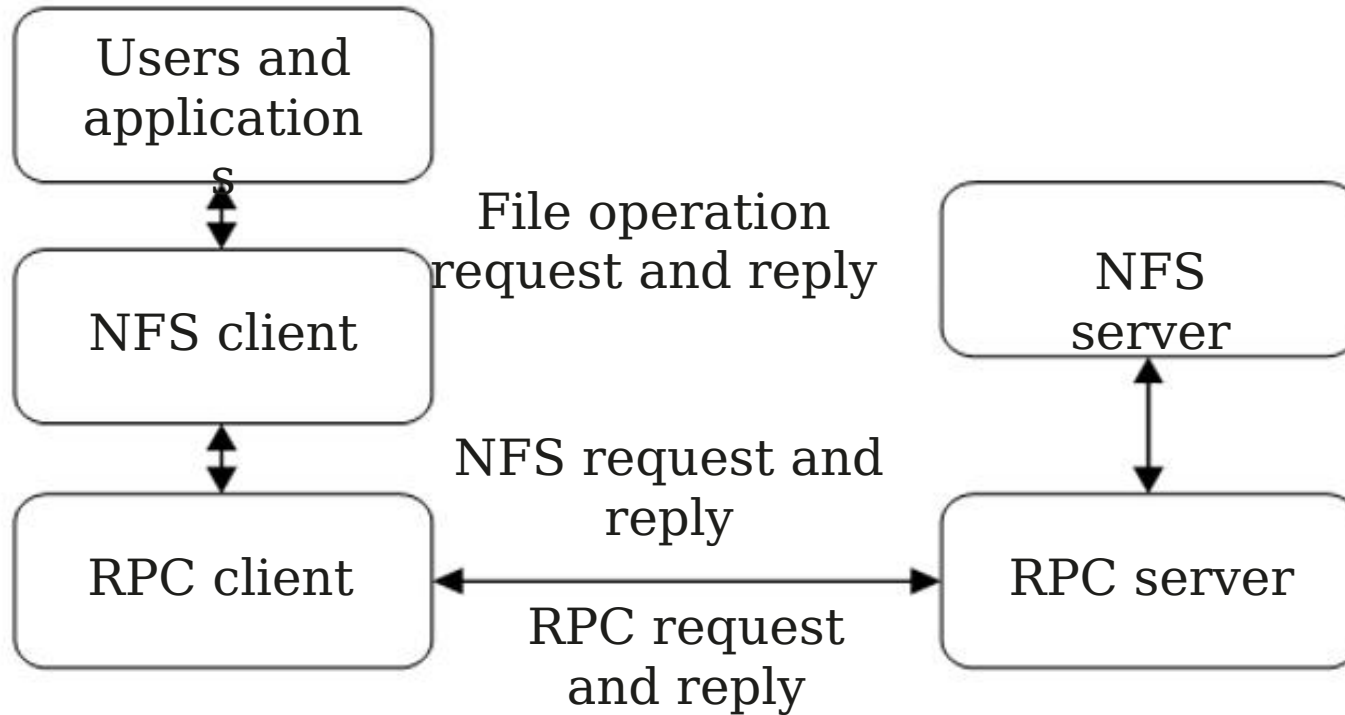 Users and
application
s
File operation
request and reply
NFS
server
NFS client
NFS request and
reply
RPC client
RPC server
RPC request
and reply